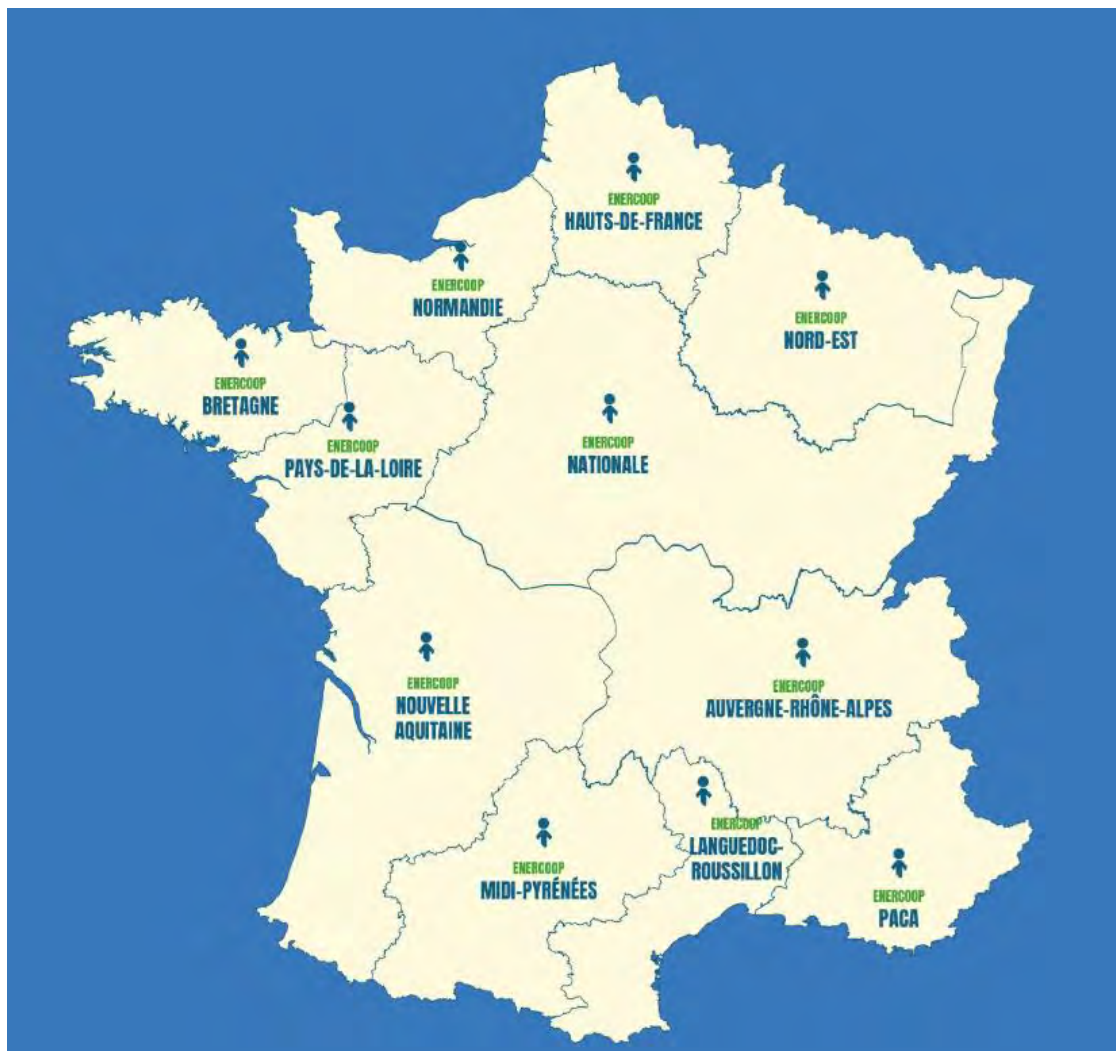 ENERCOOP
HAUTS-DE-FRANCE
ENERCOOP
NORMANDIE
ENERCOOP
NORD-EST
ENERCOOP
BRETAGNE
ENERCOOP
PAYS-DE-LA-LOIRE
ENERCOOP
NATIONALE
ENERCOOP
NOUVELLE
AQUITAINE
ENERCOOP
AUVERGNE-RHÔNE-ALPES
ENERCOOP
MIDI-PYRÉNÉES
ENERCOOP
LANGUEDOC-
ROUSSILLON
ENERCOOP
PACA